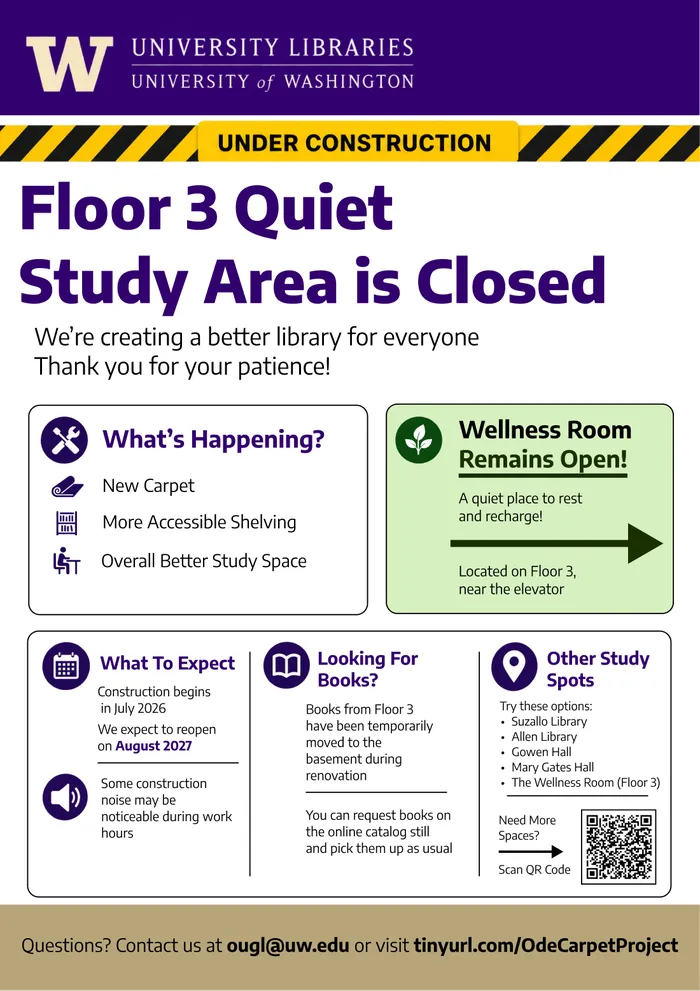 W
UNIVERSITY LIBRARIES
UNIVERSITY of WASHINGTON
UNDER CONSTRUCTION
Floor 3 Quiet
Study Area is Closed
We’re creating a better library for everyone
Thank you for your patience!
What’s Happening?
New Carpet
More Accessible Shelving
Overall Better Study Space
Wellness Room
Remains Open!
A quiet place to rest
and recharge!
Located on Floor 3,
near the elevator
What To Expect
Construction begins
in July 2026
We expect to reopen
on August 2027
Some construction
noise may be
noticeable during work
hours
Looking For
Books?
Books from Floor 3
have been temporarily
moved to the
basement during
renovation
You can request books on
the online catalog still
and pick them up as usual
Other Study
Spots
Try these options:
• Suzallo Library
• Allen Library
• Gowen Hall
• Mary Gates Hall
• The Wellness Room (Floor 3)
Need More
Spaces?
Scan QR Code
Questions? Contact us at ougl@uw.edu or visit tinyurl.com/OdeCarpetProject